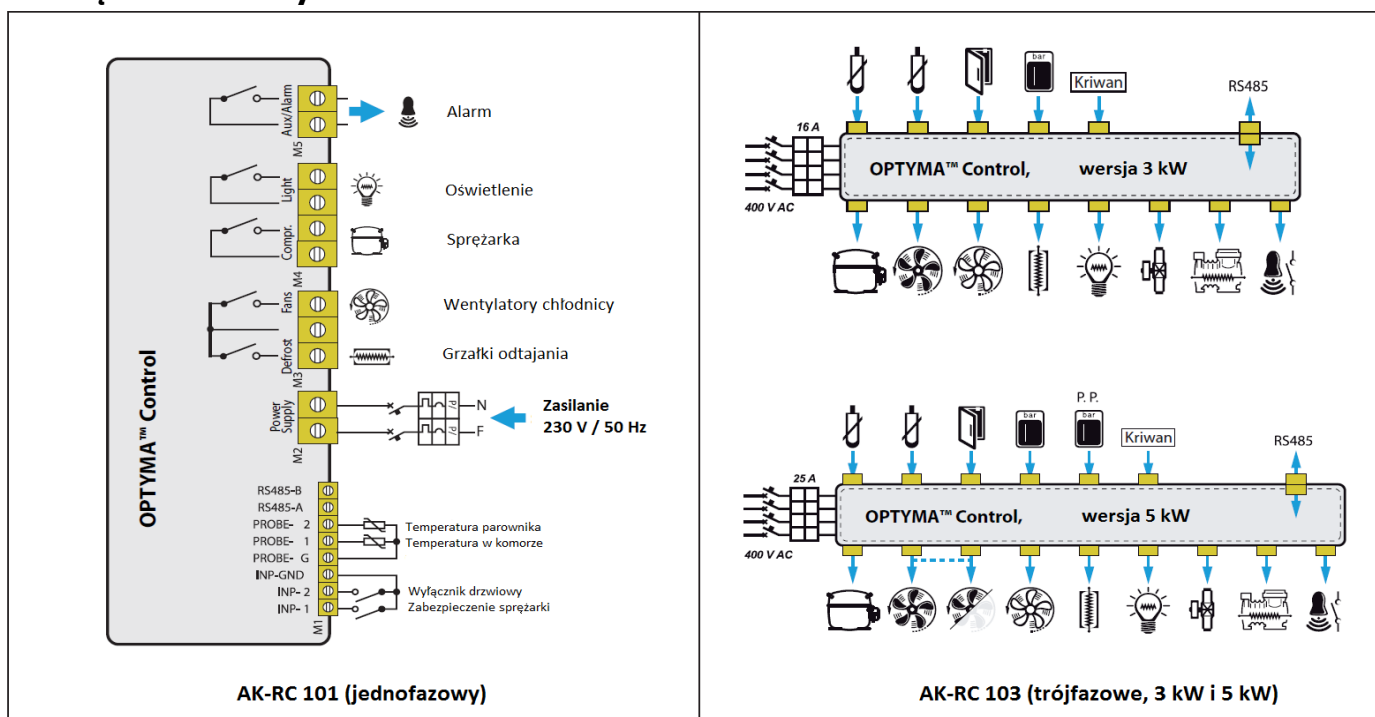 OPTYMA™ Control
Aux/Alarm
M5
Alarm
Light
Oświetlenie
Compr.
Sprężarka
M4
Fans
Wentylatory chłodnicy
Defrost
Grzałki odtajania
M3
Power Supply
M2
N
F
Zasilanie
230 V / 50 Hz
RS485-B
RS485-A
PROBE- 2
Temperatura parownika
PROBE- 1
Temperatura w komorze
PROBE- G
INP-GND
INP- 2
Wyłącznik drzwiowy
INP- 1
Zabezpieczenie sprężarki
M1
AK-RC 101 (jednofazowy)
bar
Kriwan
RS485
16 A
OPTYMA™ Control, wersja 3 kW
400 V AC
P. P.
bar
bar
Kriwan
RS485
25 A
OPTYMA™ Control, wersja 5 kW
400 V AC
AK-RC 103 (trójfazowe, 3 kW i 5 kW)